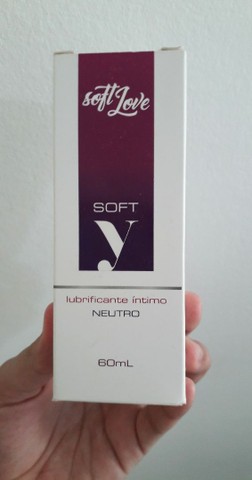 soft Love
SOFT
y
lubrificante íntimo
NEUTRO
60mL